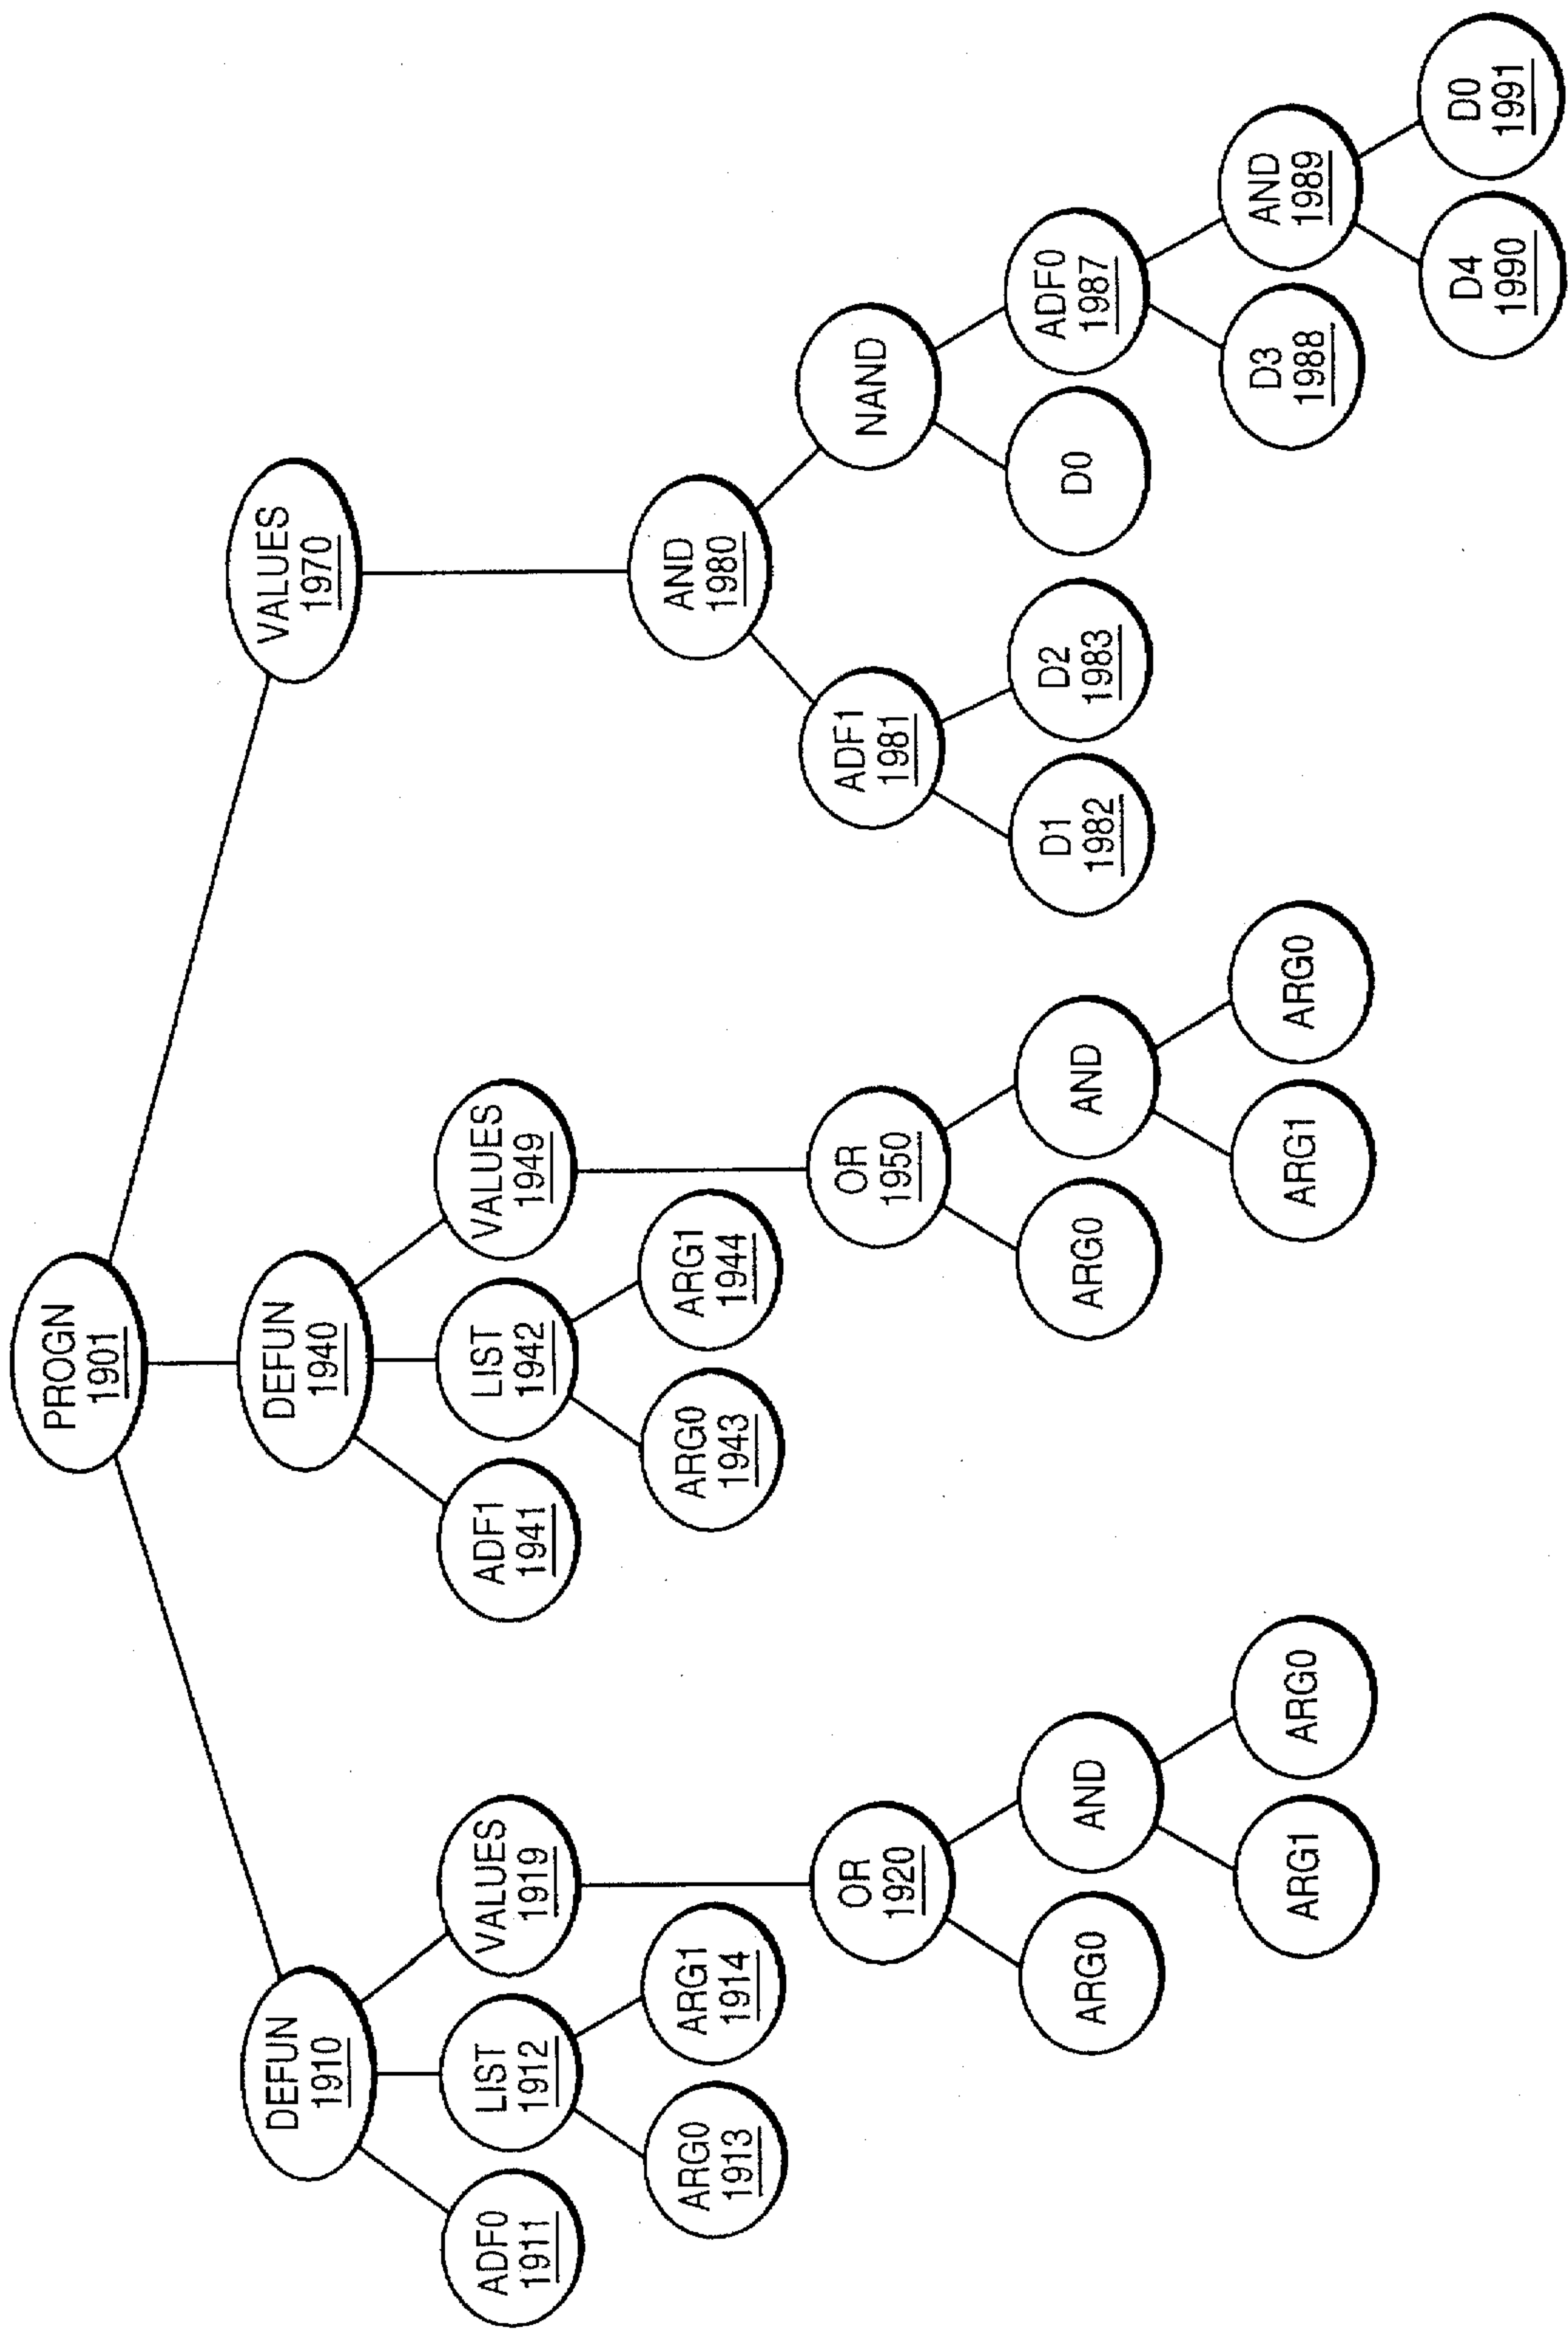 PROGN
1901
DEFUN
1910
DEFUN
1940
VALUES
1970
ADF0
1911
LIST
1912
VALUES
1919
ADF1
1941
LIST
1942
VALUES
1949
ARG0
1913
ARG1
1914
ARG0
1943
ARG1
1944
AND
1980
OR
1920
OR
1950
ADF1
1981
NAND
ARG0
AND
ARG0
AND
D1
1982
D2
1983
D0
ADF0
1987
ARG1
ARG0
ARG1
ARG0
D3
1988
AND
1989
D4
1990
D0
1991